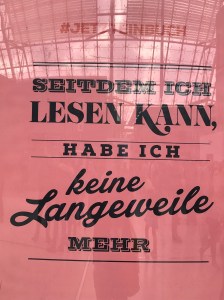 SEITDEM ICH
LESEN KANN,
HABE ICH
keine
Langeweile
MEHR